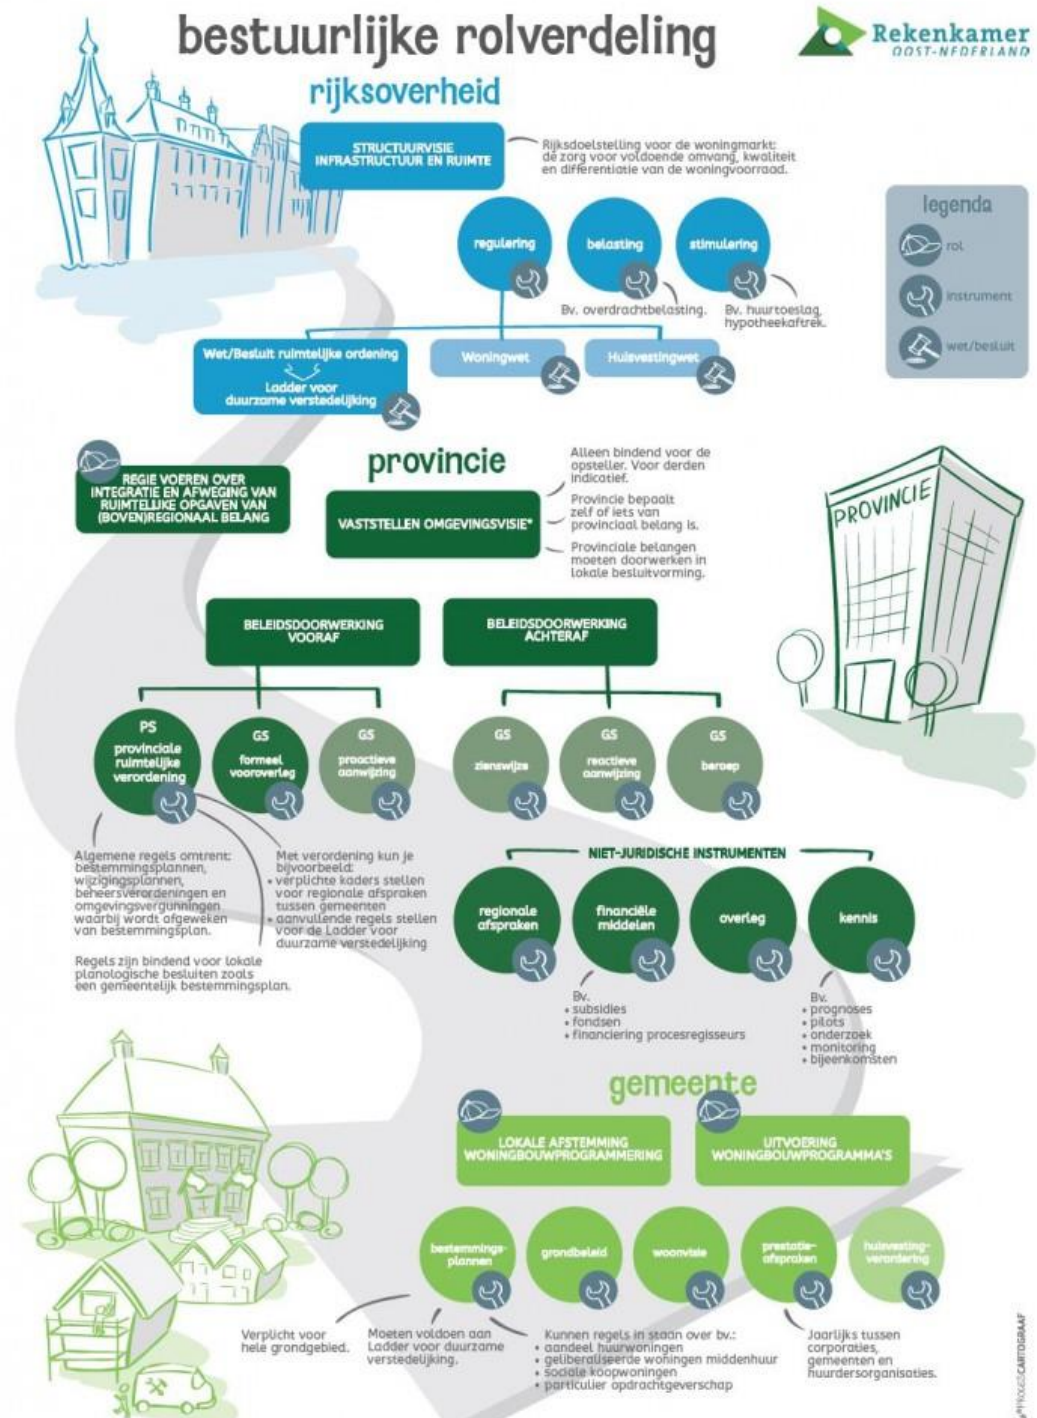 bestuurlijke rolverdeling
Rekenkamer
OOST-NEDERLAND
rijksoverheid
STRUCTUURVISIE
INFRASTRUCTUUR EN RUIMTE
Rijksdoelstelling voor de woningmarkt:
de zorg voor voldoende omvang, kwaliteit
en differentiatie van de woningvoorraad.
legenda
rol
instrument
wet/besluit
regulering
belasting
stimulering
Bv. overdrachtbelasting.
Bv. huurtoeslag,
hypotheekaftrek.
Wet/Besluit ruimtelijke ordening
Ladder voor
duurzame verstedelijking
Woningwet
Huisvestingwet
provincie
REGIE VOEREN OVER
INTEGRATIE EN AFWEGING VAN
RUIMTELIJKE OPGAVEN VAN
(BOVEN)REGIONAAL BELANG
VASTSTELLEN OMGEVINGSVISIE*
Alleen bindend voor de
opsteller. Voor derden
indicatief.
Provincie bepaalt
zelf of iets van
provinciaal belang is.
Provinciale belangen
moeten doorwerken in
lokale besluitvorming.
PROVINCIE
BELEIDSDOORWERKING
VOORAF
BELEIDSDOORWERKING
ACHTERAF
PS
provinciale
ruimtelijke
verordening
GS
formeel
vooroverleg
GS
proactieve
aanwijzing
GS
zienswijze
GS
reactieve
aanwijzing
GS
beroep
Algemene regels omtrent:
bestemmingsplannen,
wijzigingsplannen,
beheersverordeningen en
omgevingsvergunningen
waarbij wordt afgeweken
van bestemmingsplan.
Regels zijn bindend voor lokale
planologische besluiten zoals
een gemeentelijk bestemmingsplan.
Met verordening kun je
bijvoorbeeld:
• verplichte kaders stellen
voor regionale afspraken
tussen gemeenten
• aanvullende regels stellen
voor de Ladder voor
duurzame verstedelijking
NIET-JURIDISCHE INSTRUMENTEN
regionale
afspraken
financiële
middelen
overleg
kennis
Bv.
• subsidies
• fondsen
• financiering procesregisseurs
Bv.
• prognoses
• pilots
• onderzoek
• monitoring
• bijeenkomsten
gemeente
LOKALE AFSTEMMING
WONINGBOUWPROGRAMMERING
UITVOERING
WONINGBOUWPROGRAMMA'S
bestemmings-
plannen
grondbeleid
woonvisie
prestatie-
afspraken
huisvesting-
verordening
Verplicht voor
hele grondgebied.
Moeten voldoen aan
Ladder voor duurzame
verstedelijking.
Kunnen regels in staan over bv.:
• aandeel huurwoningen
• geliberaliseerde woningen middenhuur
• sociale koopwoningen
• particulier opdrachtgeverschap
Jaarlijks tussen
corporaties,
gemeenten en
huurdersorganisaties.